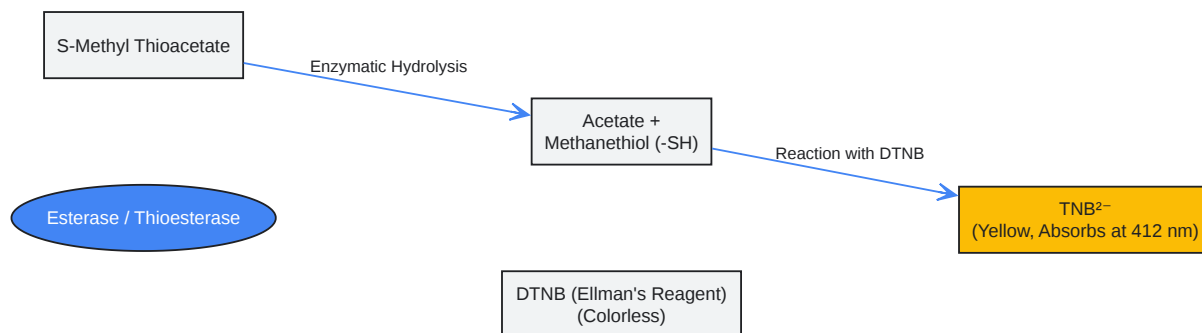 S-Methyl Thioacetate
Enzymatic Hydrolysis
Acetate +
Methanethiol (-SH)
Reaction with DTNB
Esterase / Thioesterase
TNB²⁻
(Yellow, Absorbs at 412 nm)
DTNB (Ellman's Reagent)
(Colorless)